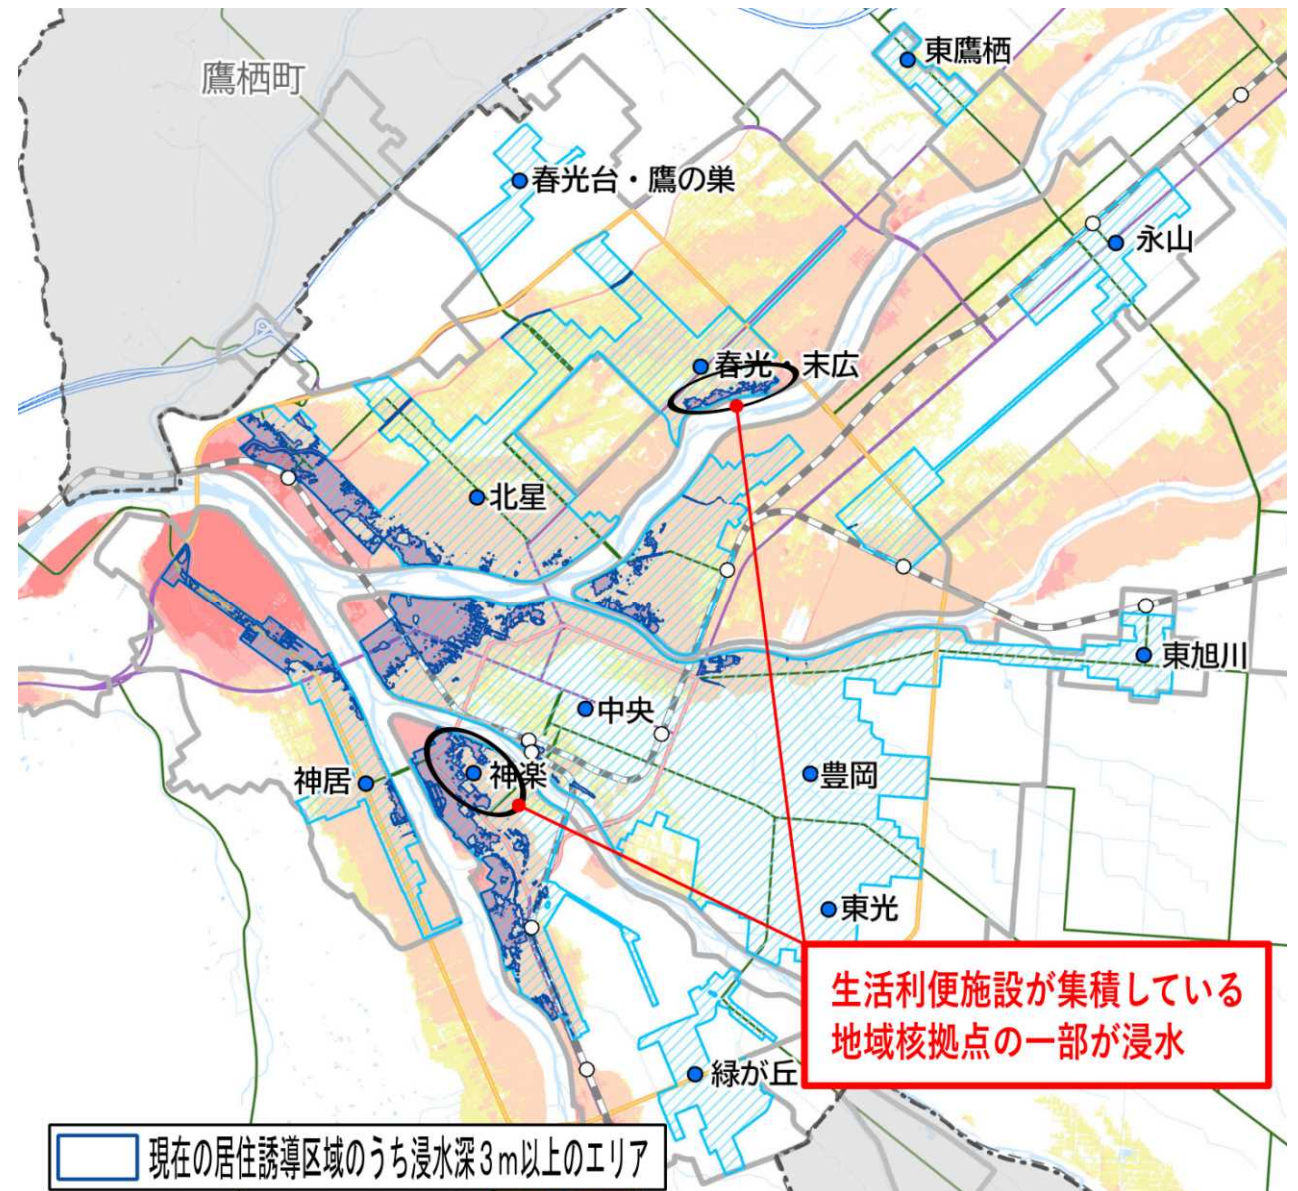 東鷹栖
鷹栖町
春光台・鷹の巣
永山
春光・末広
北星
東旭川
中央
神居
神楽
豊岡
東光
生活利便施設が集積している
地域核拠点の一部が浸水
緑が丘
現在の居住誘導区域のうち浸水深3m以上のエリア